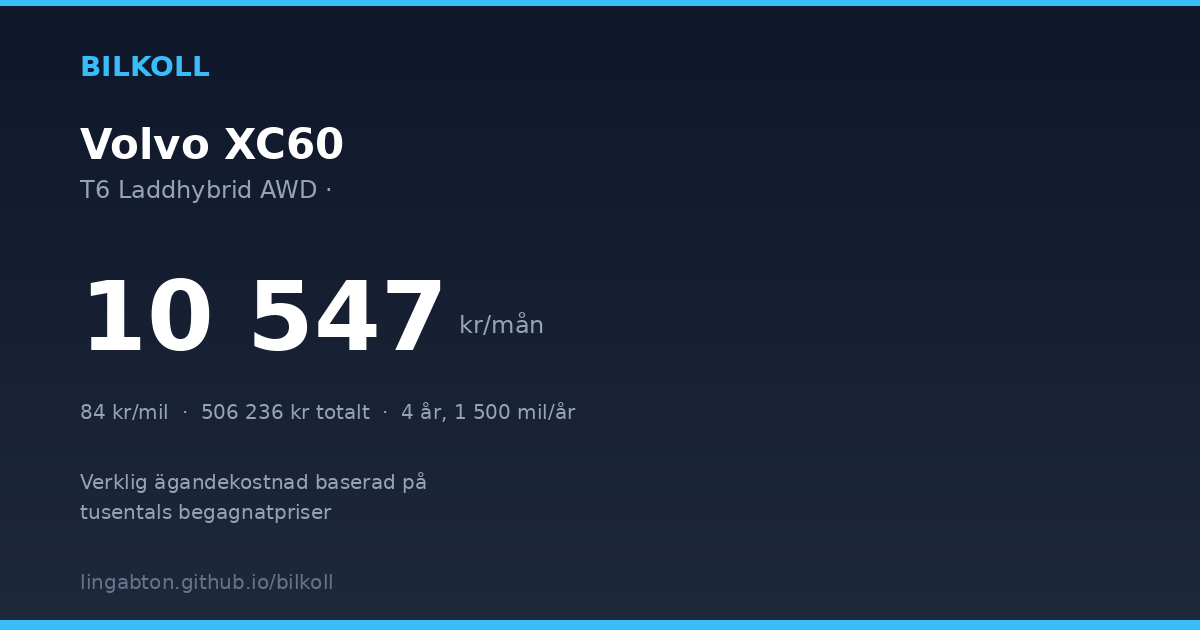 BILKOLL
Volvo XC60
T6 Laddhybrid AWD ·
10 547 kr/mån
84 kr/mil · 506 236 kr totalt · 4 år, 1 500 mil/år
Verklig ägandekostnad baserad på
tusentals begagnatpriser
lingabton.github.io/bilkoll